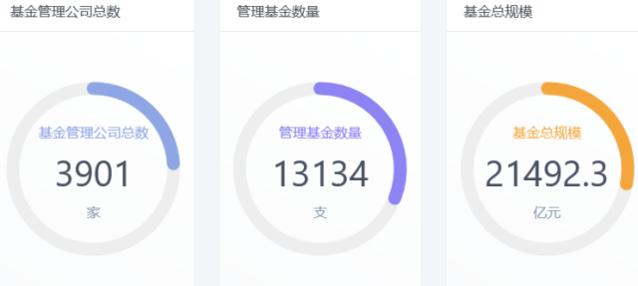 基金管理公司总数
管理基金数量
基金总规模
基金管理公司总数
3901
家
管理基金数量
13134
支
基金总规模
21492.3
亿元